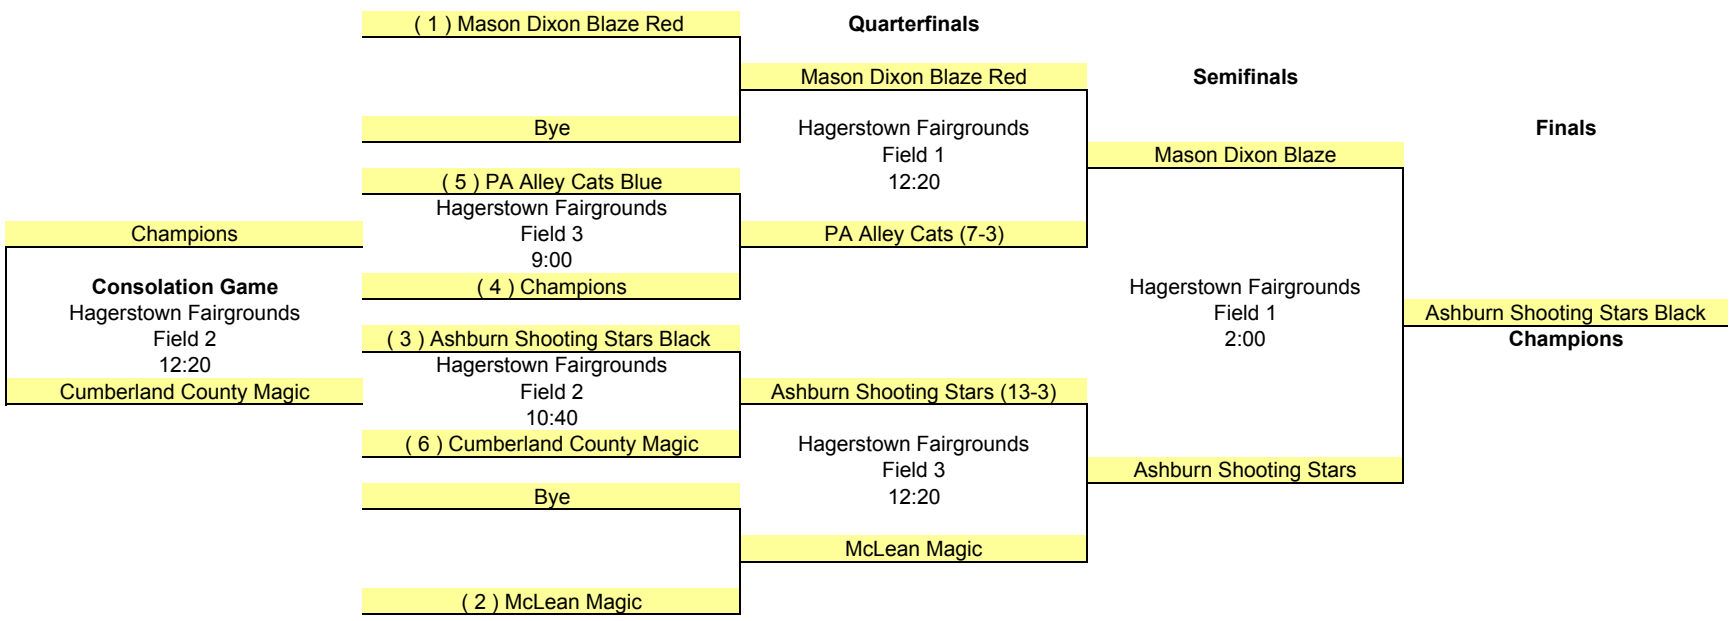 ( 1 ) Mason Dixon Blaze Red
Quarterfinals
Mason Dixon Blaze Red
Semifinals
Bye
Hagerstown Fairgrounds
Finals
Field 1
Mason Dixon Blaze
( 5 ) PA Alley Cats Blue
12:20
Hagerstown Fairgrounds
Champions
Field 3
PA Alley Cats (7-3)
9:00
Consolation Game
( 4 ) Champions
Hagerstown Fairgrounds
Hagerstown Fairgrounds
Field 1
Ashburn Shooting Stars Black
Field 2
( 3 ) Ashburn Shooting Stars Black
2:00
Champions
12:20
Hagerstown Fairgrounds
Cumberland County Magic
Field 2
Ashburn Shooting Stars (13-3)
10:40
( 6 ) Cumberland County Magic
Hagerstown Fairgrounds
Field 3
Ashburn Shooting Stars
Bye
12:20
McLean Magic
( 2 ) McLean Magic